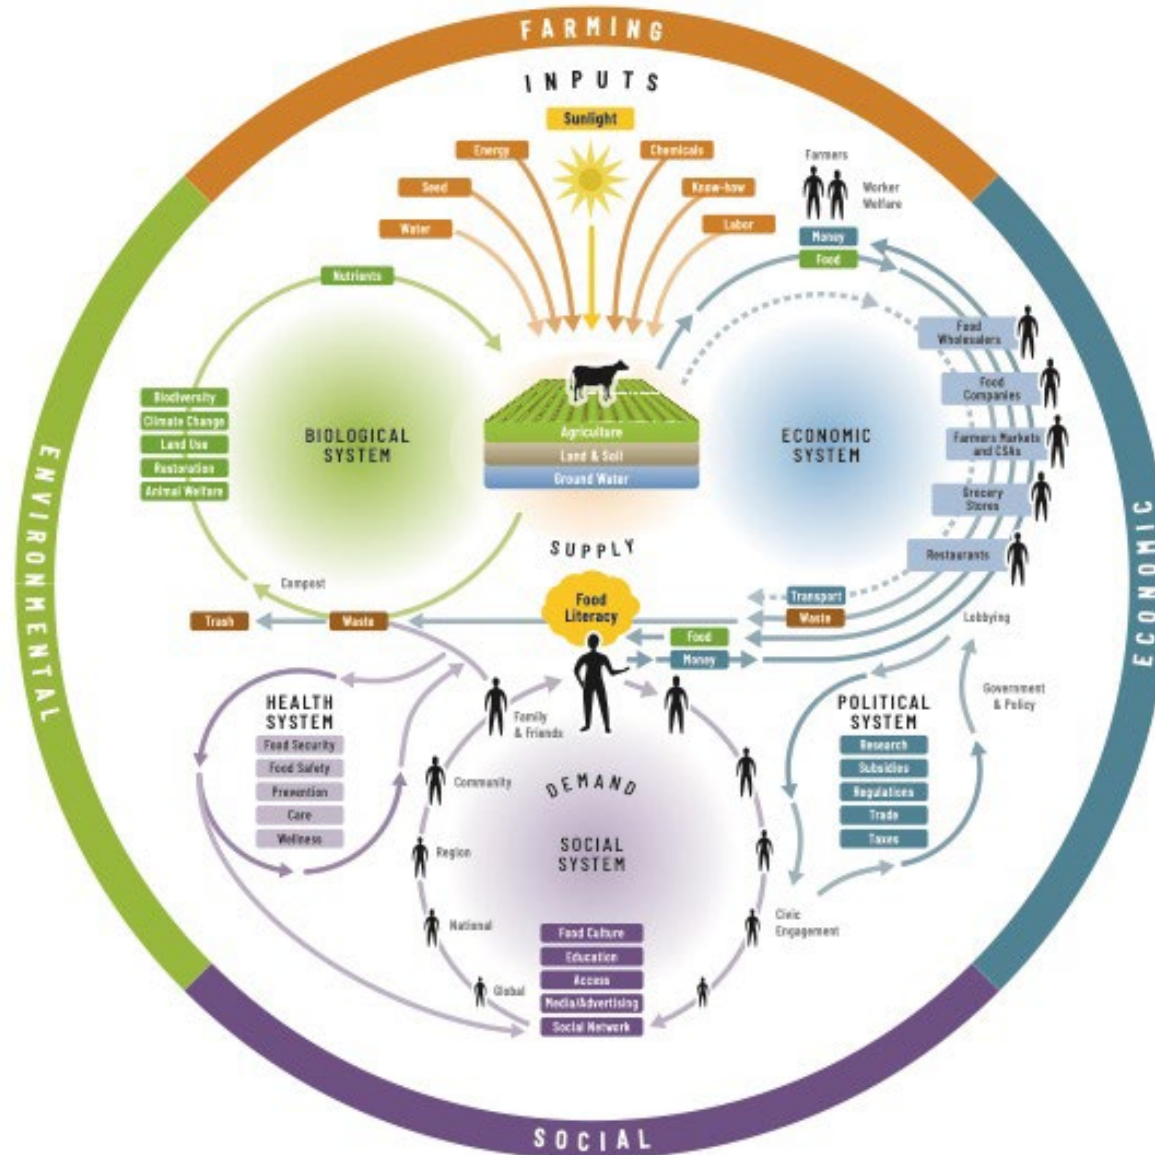 FARMING
INPUTS
Sunlight
Energy
Chemicals
Seed
Know-how
Water
Labor
Farmers
Worker
Welfare
Money
Food
Nutrients
Food
Wholesalers
Food
Companies
Farmers Markets
and CSAs
Grocery
Stores
Restaurants
Biodiversity
Climate Change
Land Use
Restoration
Animal Welfare
BIOLOGICAL
SYSTEM
Agriculture
Land & Soil
Ground Water
ECONOMIC
SYSTEM
ENVIRONMENTAL
ECONOMIC
SUPPLY
Compost
Food
Literacy
Trash
Waste
Transport
Waste
Food
Money
Lobbying
HEALTH
SYSTEM
Food Security
Food Safety
Prevention
Care
Wellness
Family
& Friends
Community
Region
National
Global
DEMAND
SOCIAL
SYSTEM
Food Culture
Education
Access
Media/Advertising
Social Network
POLITICAL
SYSTEM
Research
Subsidies
Regulations
Trade
Taxes
Government
& Policy
Civic
Engagement
SOCIAL